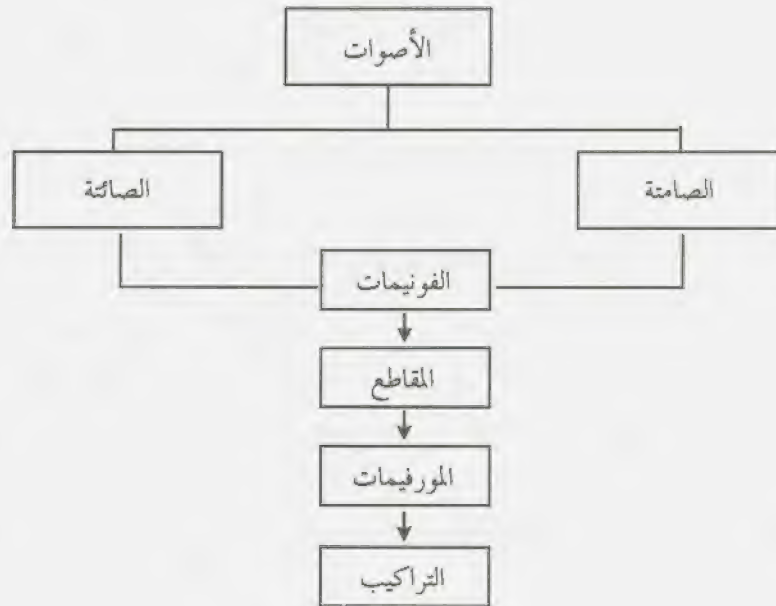 الأصوات
الصامتة
الصائتة
الفونيمات
المقاطع
المورفيمات
التراكيب